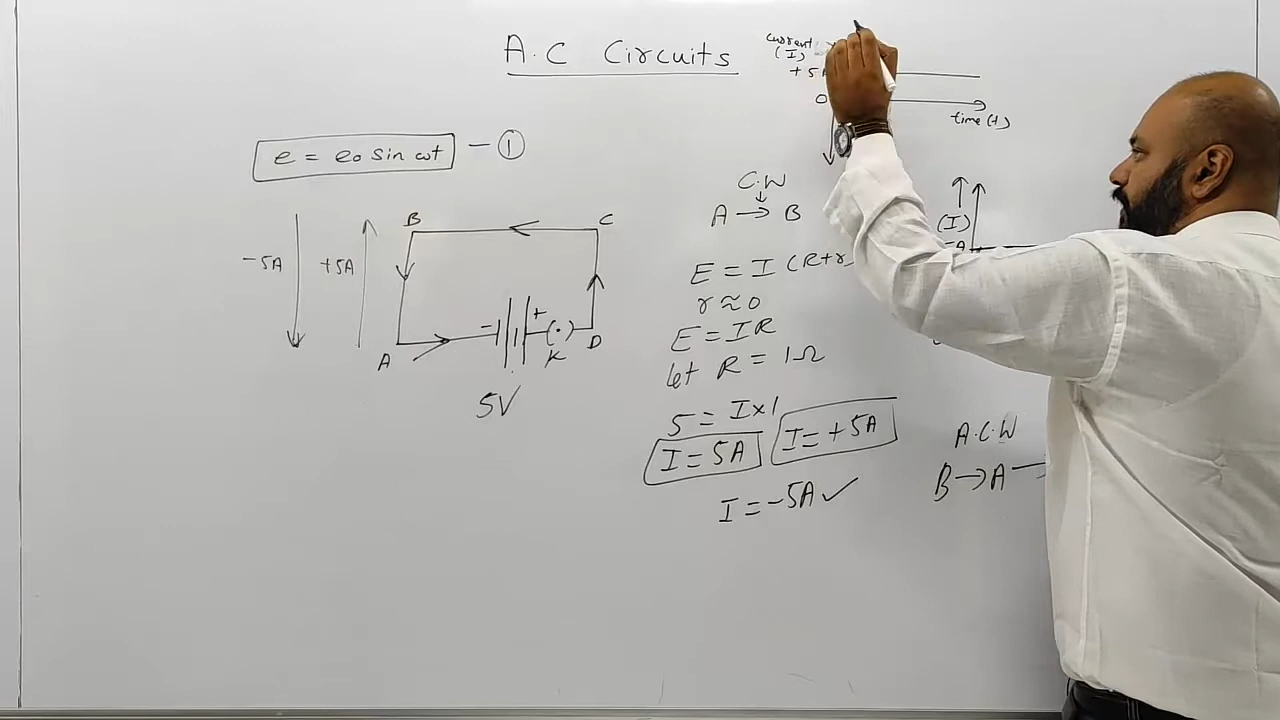 A.C Circuits
e = e₀ sin ωt - ①
-5A
+5A
B
C
A
D
-
+
(·)
K
5V
Current
(I)
+5
0
time (t)
C.W
A → B
E = I (R+r
r ≈ 0
E = IR
let R = 1Ω
5 = I×1
I = 5A
I = +5A
I = -5A ✓
(I)
A.C.W
B → A →